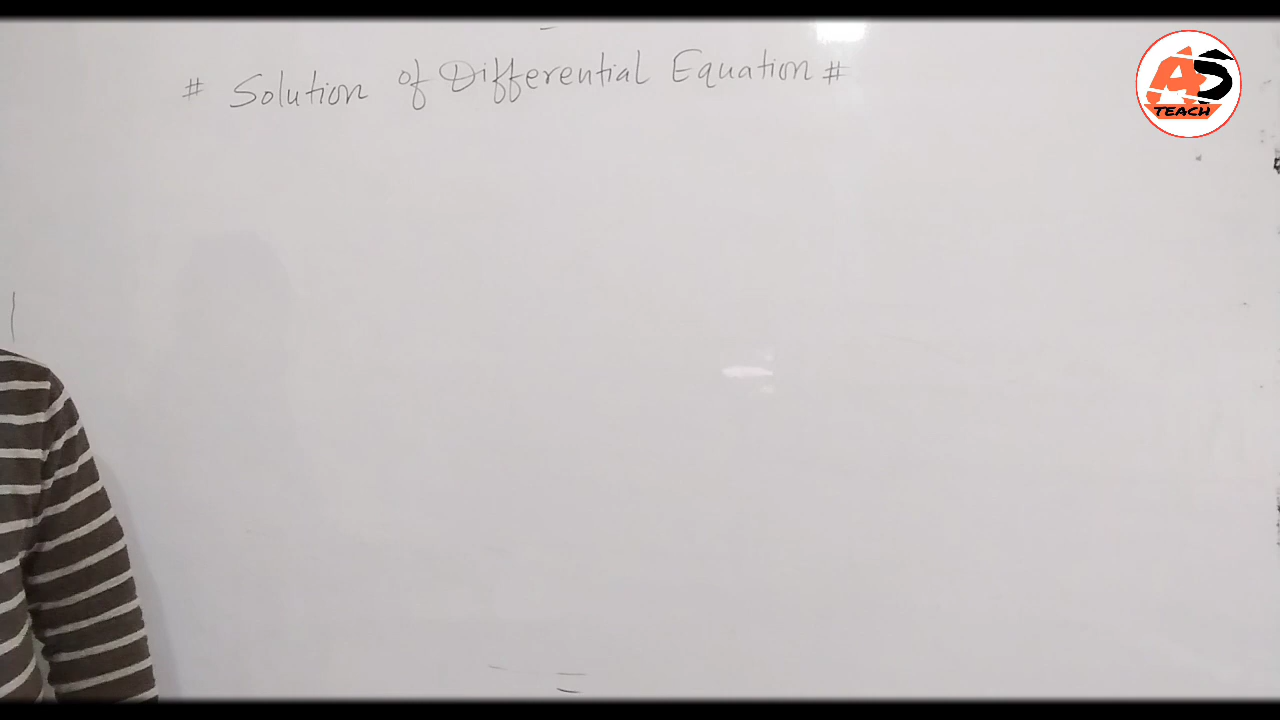 # Solution of Differential Equation #
AS
TEACH